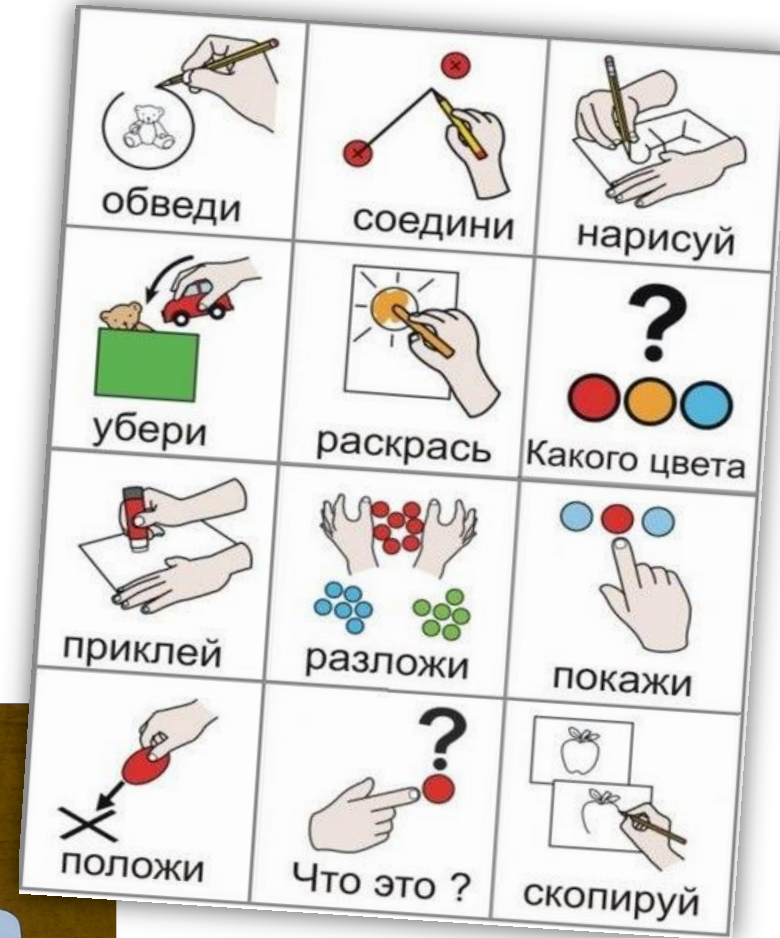 обведи
соедини
нарисуй
убери
раскрась
?
Какого цвета
приклей
разложи
покажи
положи
?
Что это ?
скопируй